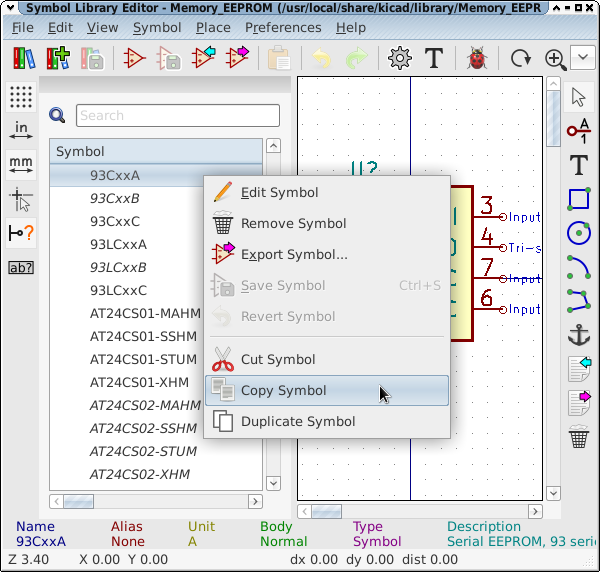 Symbol Library Editor - Memory_EEPROM (/usr/local/share/kicad/library/Memory_EEPR
File Edit View Symbol Place Preferences Help
in
mm
ab?
Search
Symbol
93CxxA
93CxxB
93CxxC
93LCxxA
93LCxxB
93LCxxC
AT24CS01-MAHM
AT24CS01-SSHM
AT24CS01-STUM
AT24CS01-XHM
AT24CS02-MAHM
AT24CS02-SSHM
AT24CS02-STUM
AT24CS02-XHM
Edit Symbol
Remove Symbol
Export Symbol...
Save Symbol Ctrl+S
Revert Symbol
Cut Symbol
Copy Symbol
Duplicate Symbol
U?
3 Input
4 Tri-s
7 Input
6 Input
T
A
1
T
Name Alias Unit Body Type Description
93CxxA None A Normal Symbol Serial EEPROM, 93 seri
Z 3.40 X 0.00 Y 0.00 dx 0.00 dy 0.00 dist 0.00